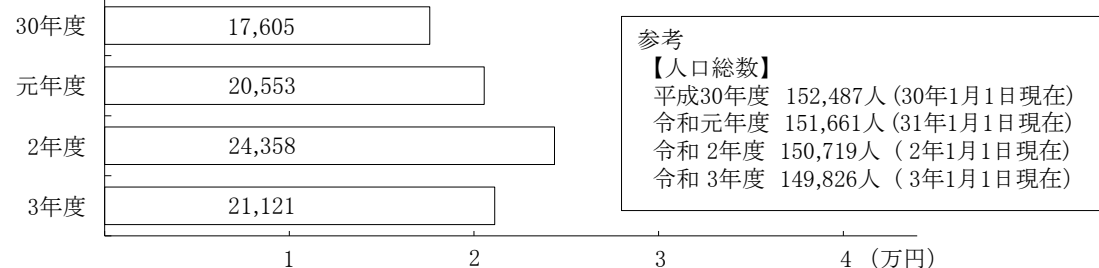 30年度 17,605
元年度 20,553
2年度 24,358
3年度 21,121
1 2 3 4 (万円)
参考
【人口総数】
平成30年度 152,487人 (30年1月1日現在)
令和元年度 151,661人 (31年1月1日現在)
令和 2年度 150,719人 ( 2年1月1日現在)
令和 3年度 149,826人 ( 3年1月1日現在)